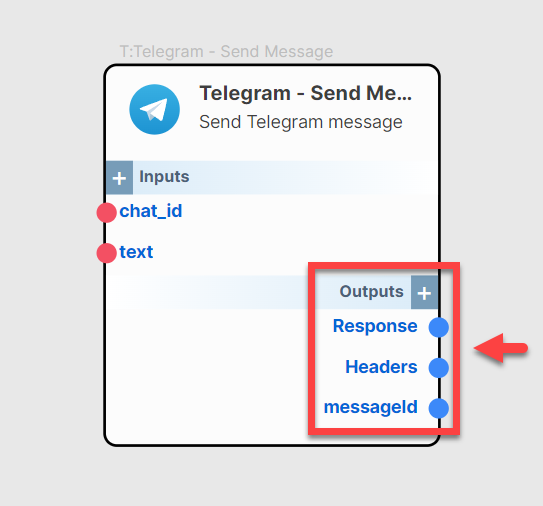 T:Telegram - Send Message
Telegram - Send Me...
Send Telegram message
+ Inputs
chat_id
text
Outputs +
Response
Headers
messageId